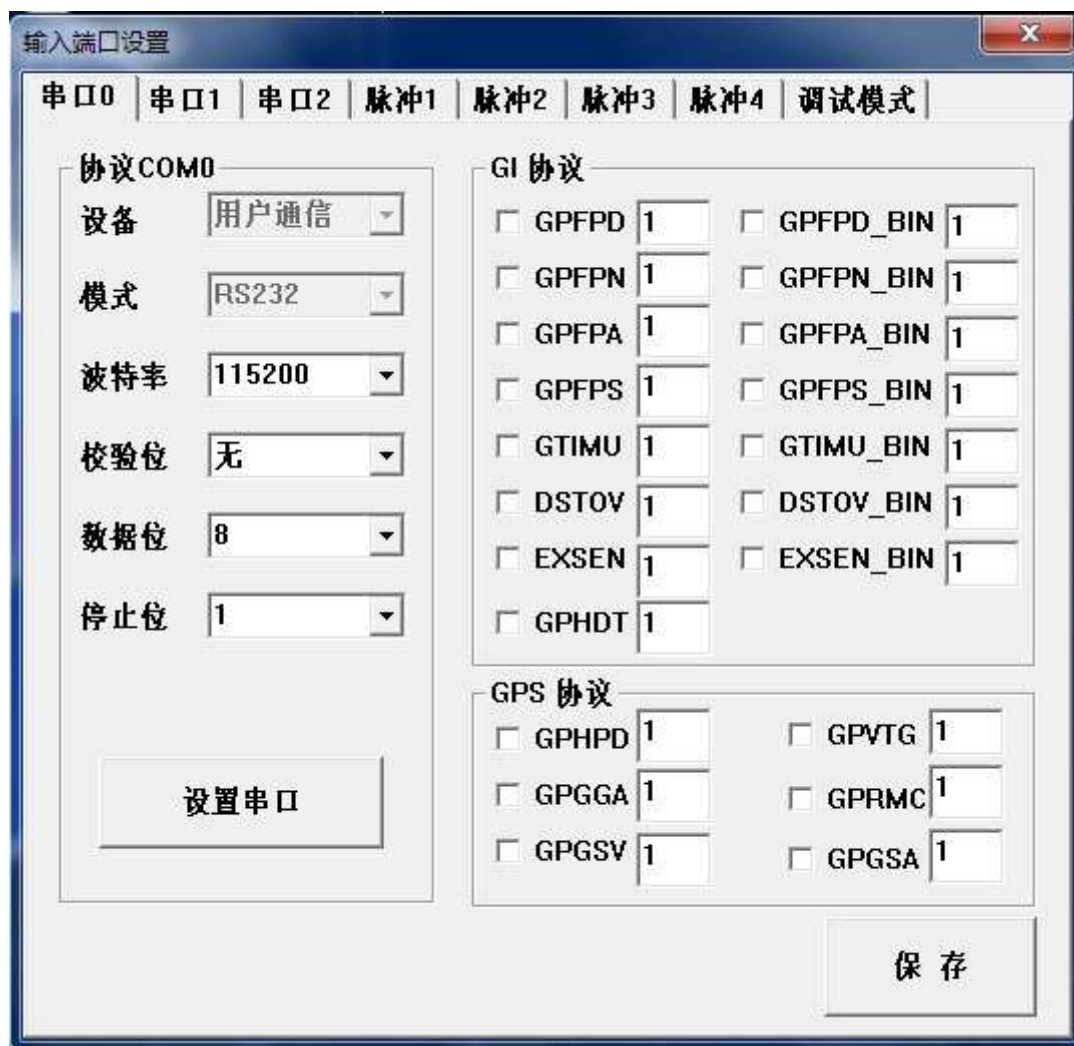 输入端口设置
串口0 串口1 串口2 脉冲1 脉冲2 脉冲3 脉冲4 调试模式
协议COM0
设备 用户通信
模式 RS232
波特率 115200
校验位 无
数据位 8
停止位 1
设置串口
GI 协议
GPFPD 1 GPFPD_BIN 1
GPFPN 1 GPFPN_BIN 1
GPFPA 1 GPFPA_BIN 1
GPFPS 1 GPFPS_BIN 1
GTIMU 1 GTIMU_BIN 1
DSTOV 1 DSTOV_BIN 1
EXSEN 1 EXSEN_BIN 1
GPHDT 1
GPS 协议
GPHPD 1 GPVTG 1
GPGGA 1 GPRMC 1
GPGSV 1 GPGSA 1
保 存